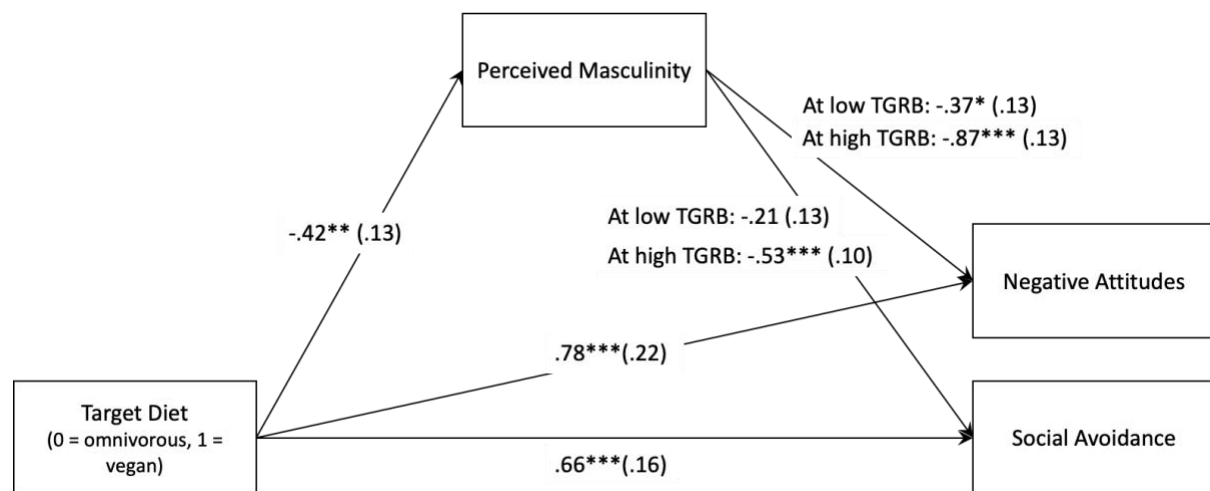 Perceived Masculinity
At low TGRB: -.37* (.13)
At high TGRB: -.87*** (.13)
At low TGRB: -.21 (.13)
-.42** (.13)
At high TGRB: -.53*** (.10)
Negative Attitudes
.78***(.22)
Target Diet
(0 = omnivorous, 1 =
vegan)
Social Avoidance
.66***(.16)